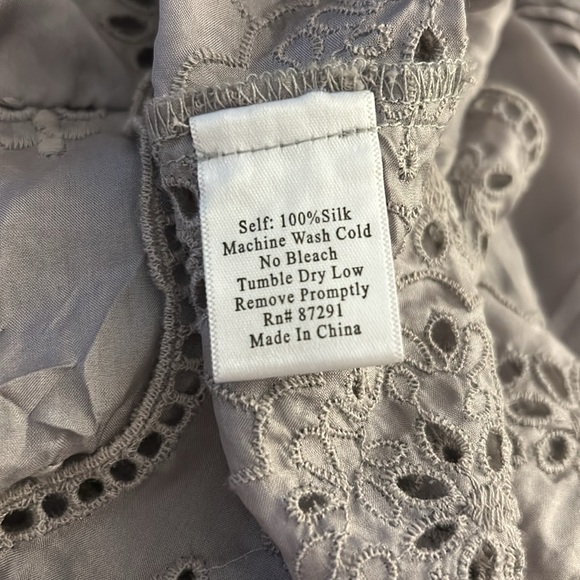 Self: 100%Silk
Machine Wash Cold
No Bleach
Tumble Dry Low
Remove Promptly
Rn# 87291
Made In China